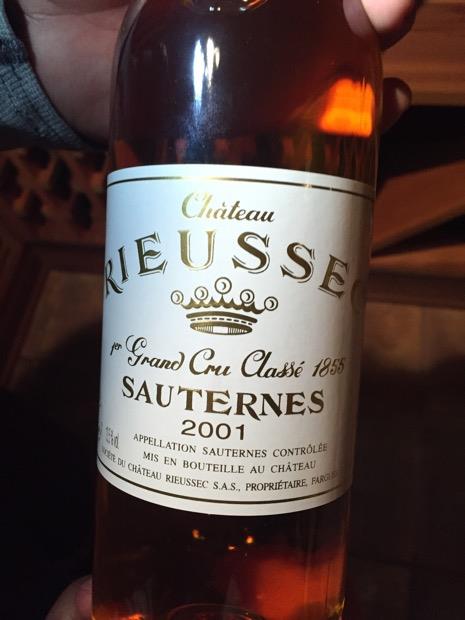 Château
RIEUSSEC
1er Grand Cru Classé 1855
SAUTERNES
2001
APPELLATION SAUTERNES CONTRÔLÉE
MIS EN BOUTEILLE AU CHÂTEAU
SOCIÉTÉ DU CHÂTEAU RIEUSSEC S.A.S., PROPRIÉTAIRE, FARGUES